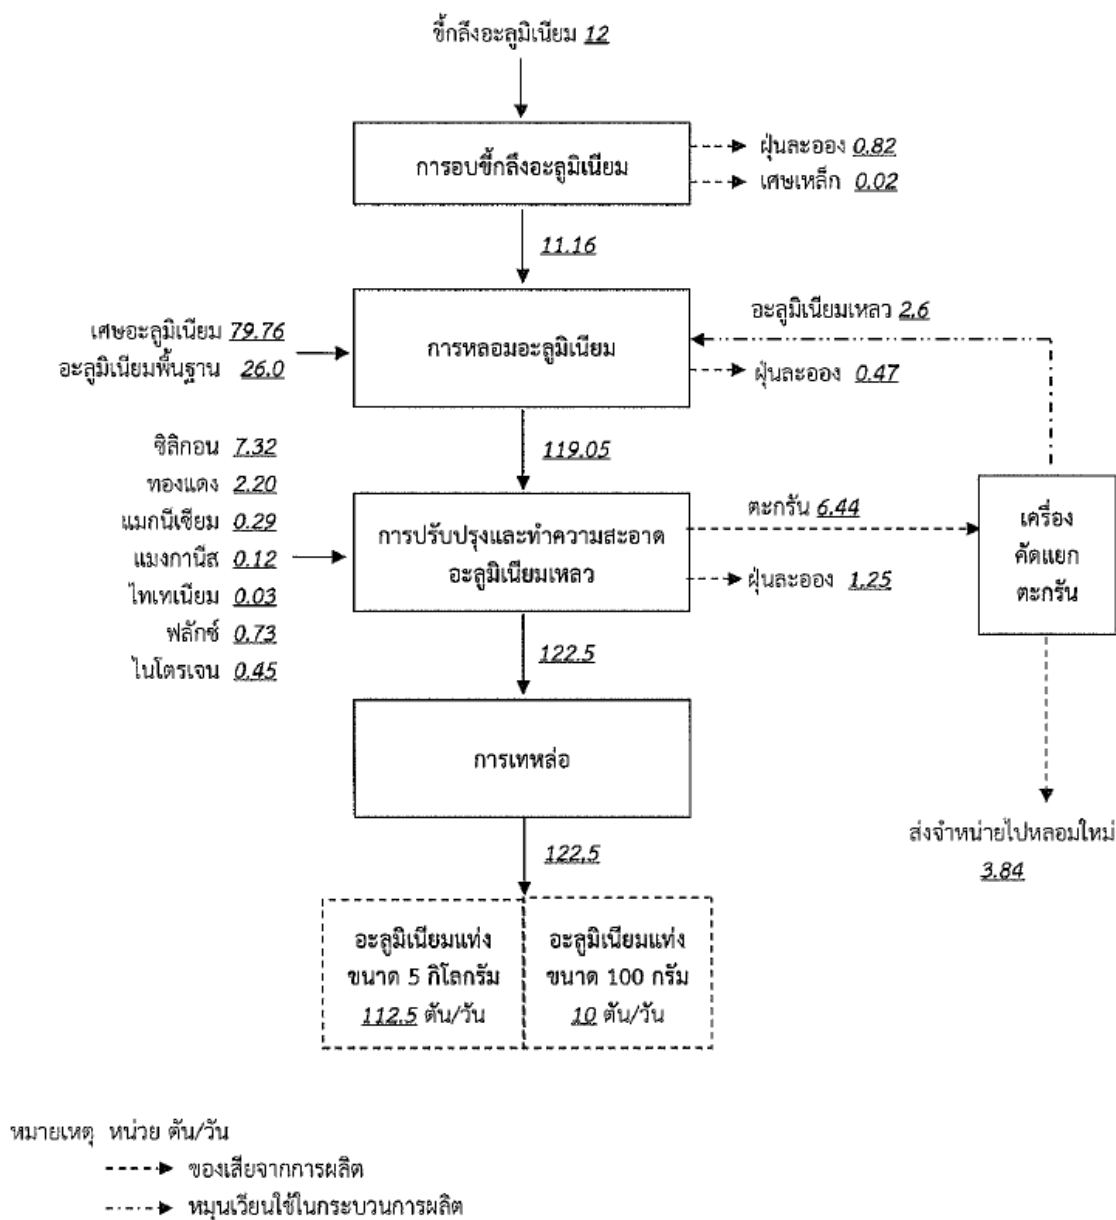 ขี้กลึงอะลูมิเนียม 12
การอบขี้กลึงอะลูมิเนียม
ฝุ่นละออง 0.82
เศษเหล็ก 0.02
11.16
เศษอะลูมิเนียม 79.76
อะลูมิเนียมพื้นฐาน 26.0
การหลอมอะลูมิเนียม
อะลูมิเนียมเหลว 2.6
ฝุ่นละออง 0.47
119.05
ซิลิกอน 7.32
ทองแดง 2.20
แมกนีเซียม 0.29
แมงกานีส 0.12
ไทเทเนียม 0.03
ฟลักซ์ 0.73
ไนโตรเจน 0.45
การปรับปรุงและทำความสะอาด
อะลูมิเนียมเหลว
ตะกรัน 6.44
ฝุ่นละออง 1.25
เครื่อง
คัดแยก
ตะกรัน
122.5
การเทหล่อ
ส่งจำหน่ายไปหลอมใหม่
3.84
122.5
อะลูมิเนียมแท่ง
ขนาด 5 กิโลกรัม
112.5 ตัน/วัน
อะลูมิเนียมแท่ง
ขนาด 100 กรัม
10 ตัน/วัน
หมายเหตุ หน่วย ตัน/วัน
ของเสียจากการผลิต
หมุนเวียนใช้ในกระบวนการผลิต